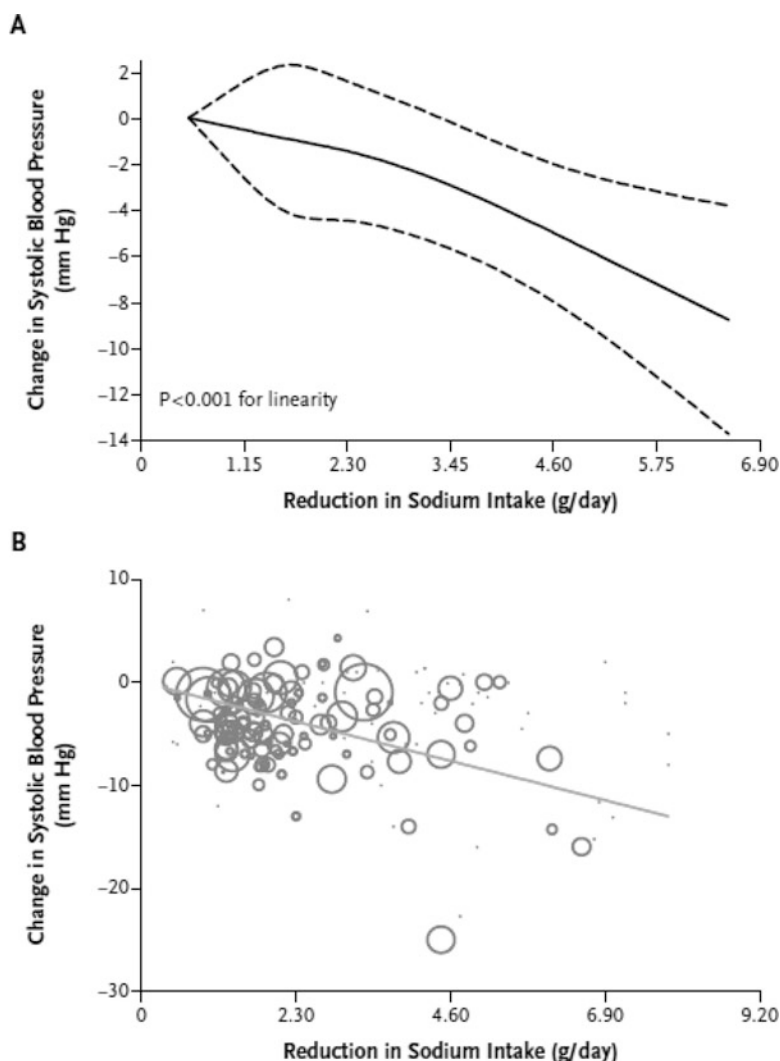 A
Change in Systolic Blood Pressure
(mm Hg)
2
0
−2
−4
−6
−8
−10
−12
−14
P<0.001 for linearity
0
1.15
2.30
3.45
4.60
5.75
6.90
Reduction in Sodium Intake (g/day)
B
Change in Systolic Blood Pressure
(mm Hg)
10
0
−10
−20
−30
0
2.30
4.60
6.90
9.20
Reduction in Sodium Intake (g/day)